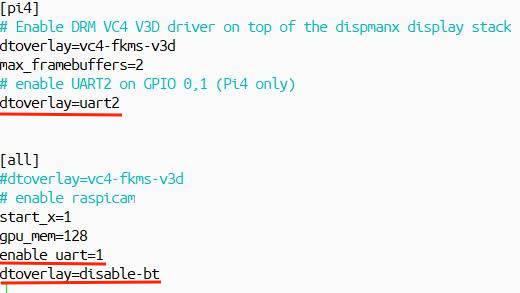 [pi4]
# Enable DRM VC4 V3D driver on top of the dispmanx display stack
dtoverlay=vc4-fkms-v3d
max_framebuffers=2
# enable UART2 on GPIO 0,1 (Pi4 only)
dtoverlay=uart2
[all]
#dtoverlay=vc4-fkms-v3d
# enable raspicam
start_x=1
gpu_mem=128
enable_uart=1
dtoverlay=disable-bt